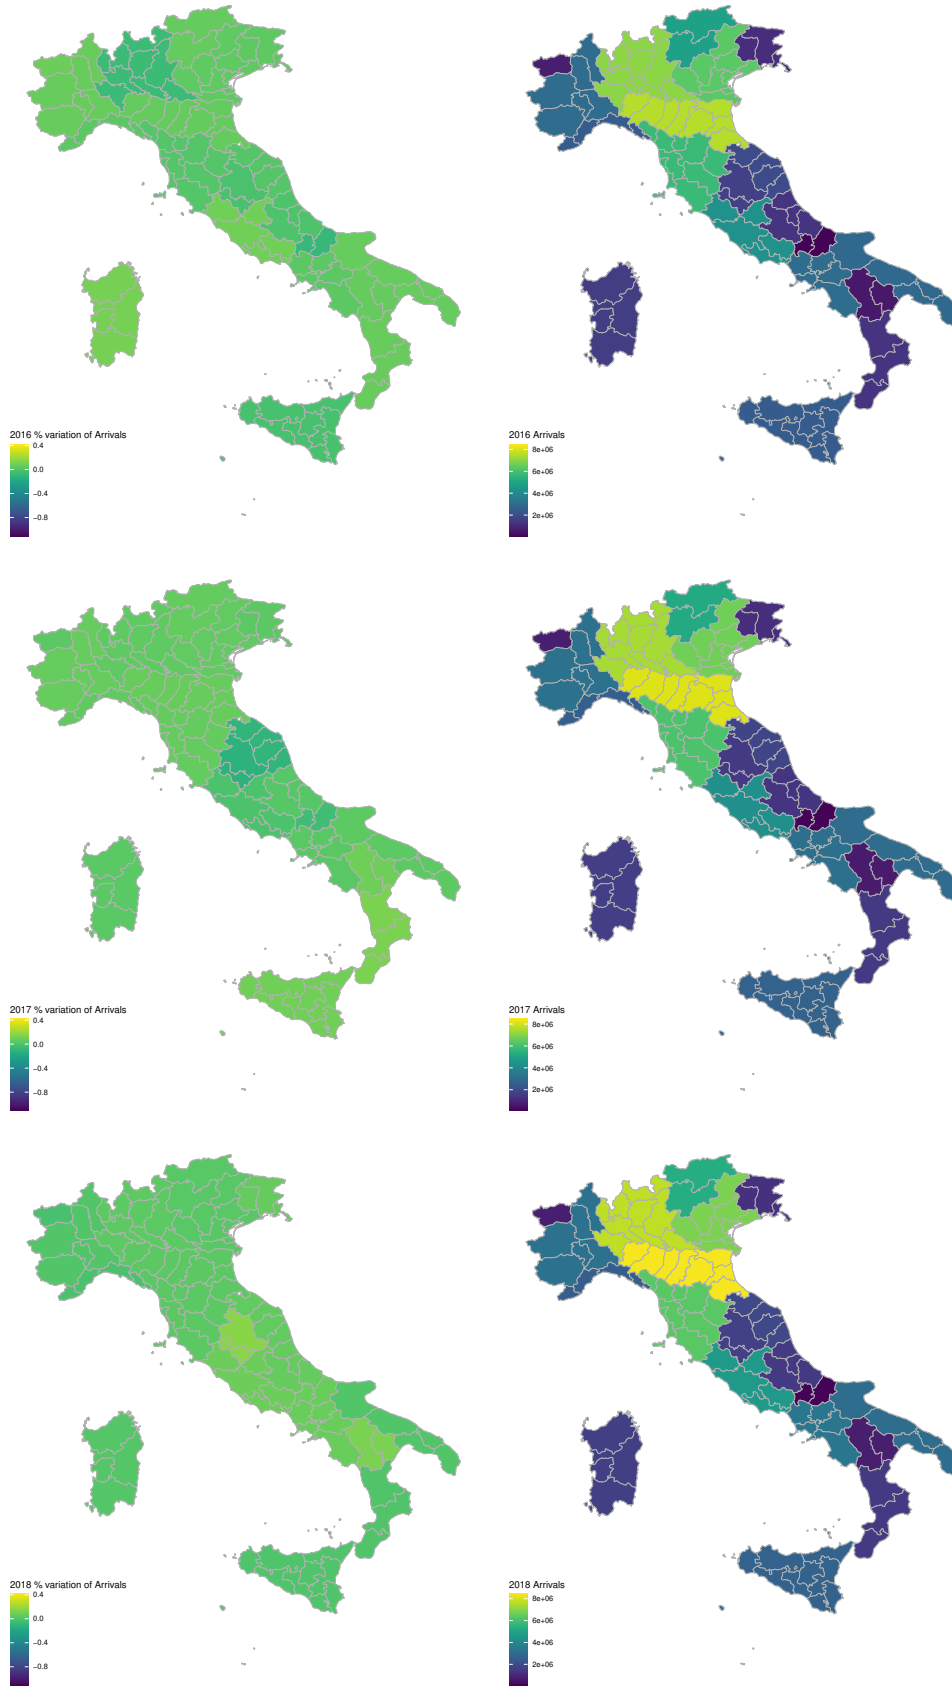 2016 % variation of Arrivals
0.4
0.0
−0.4
−0.8
2016 Arrivals
8e+06
6e+06
4e+06
2e+06
2017 % variation of Arrivals
0.4
0.0
−0.4
−0.8
2017 Arrivals
8e+06
6e+06
4e+06
2e+06
2018 % variation of Arrivals
0.4
0.0
−0.4
−0.8
2018 Arrivals
8e+06
6e+06
4e+06
2e+06